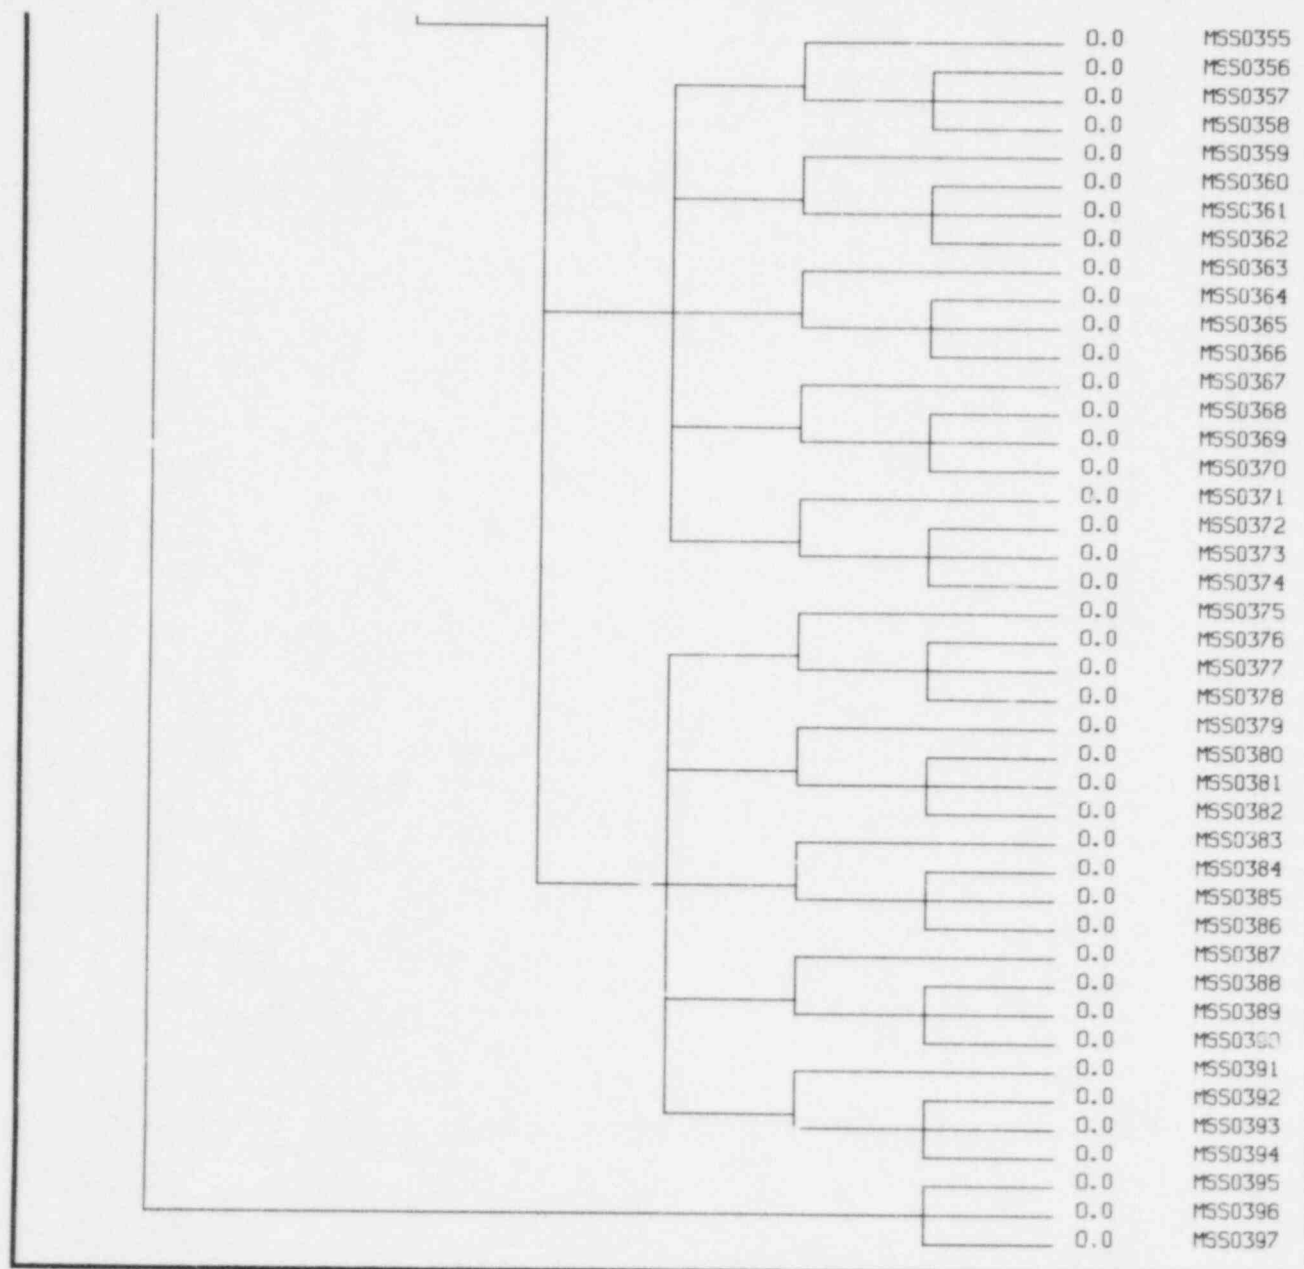 0.0 MSS0355
0.0 MSS0356
0.0 MSS0357
0.0 MSS0358
0.0 MSS0359
0.0 MSS0360
0.0 MSS0361
0.0 MSS0362
0.0 MSS0363
0.0 MSS0364
0.0 MSS0365
0.0 MSS0366
0.0 MSS0367
0.0 MSS0368
0.0 MSS0369
0.0 MSS0370
0.0 MSS0371
0.0 MSS0372
0.0 MSS0373
0.0 MSS0374
0.0 MSS0375
0.0 MSS0376
0.0 MSS0377
0.0 MSS0378
0.0 MSS0379
0.0 MSS0380
0.0 MSS0381
0.0 MSS0382
0.0 MSS0383
0.0 MSS0384
0.0 MSS0385
0.0 MSS0386
0.0 MSS0387
0.0 MSS0388
0.0 MSS0389
0.0 MSS0390
0.0 MSS0391
0.0 MSS0392
0.0 MSS0393
0.0 MSS0394
0.0 MSS0395
0.0 MSS0396
0.0 MSS0397